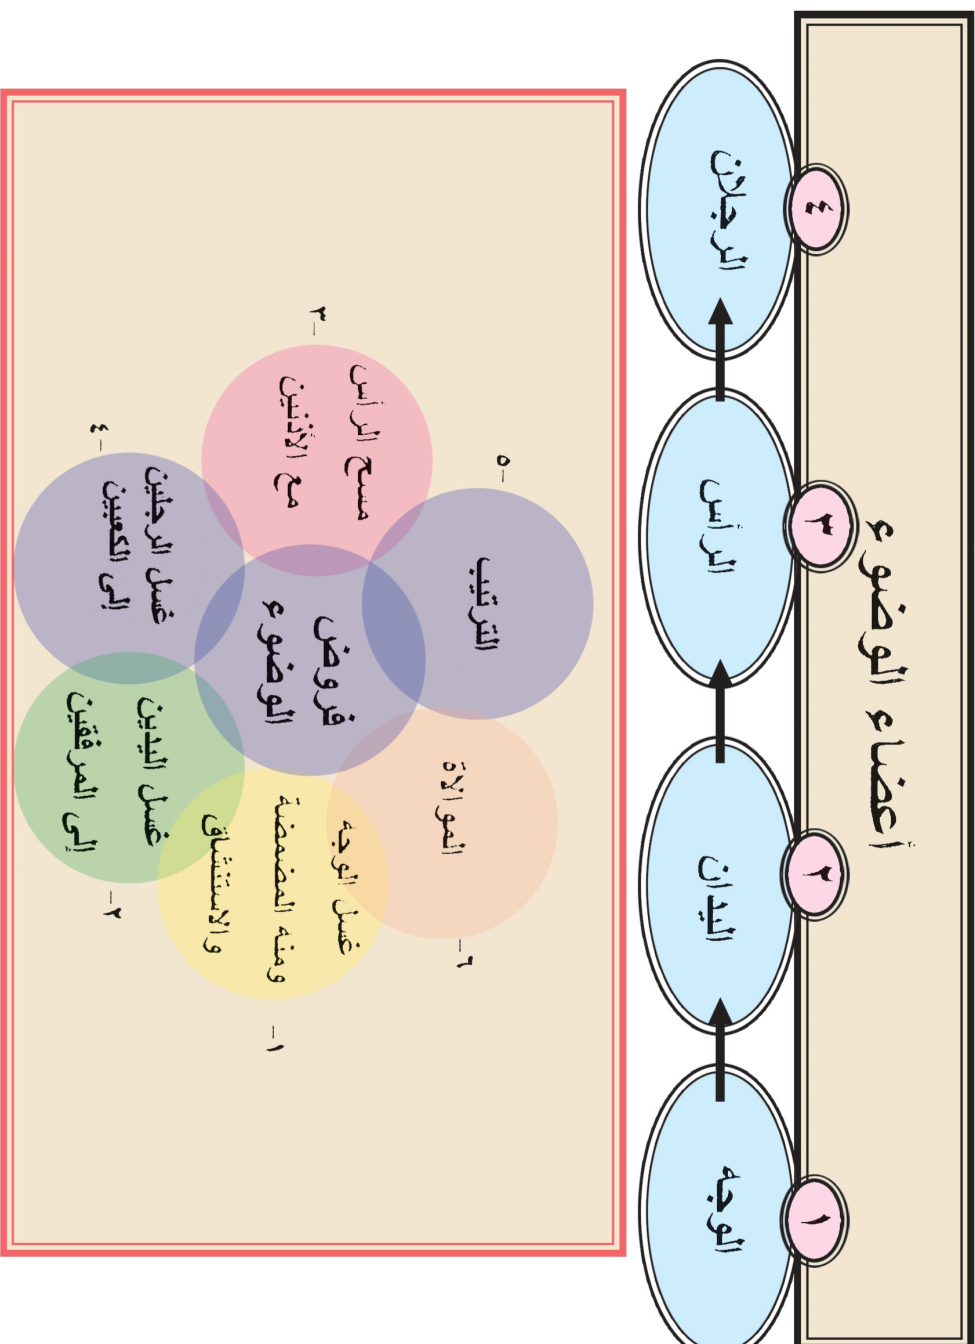 أعضاء الوضوء
١
الوجه
٢
اليدان
٣
الرأس
٤
الرجلان
فروض
الوضوء
١-
غسل الوجه
ومنه المضمضة
والاستنشاق
٢-
غسل اليدين
إلى المرفقين
٣-
مسح الرأس
مع الأذنين
٤-
غسل الرجلين
إلى الكعبين
٥-
الترتيب
٦-
الموالاة